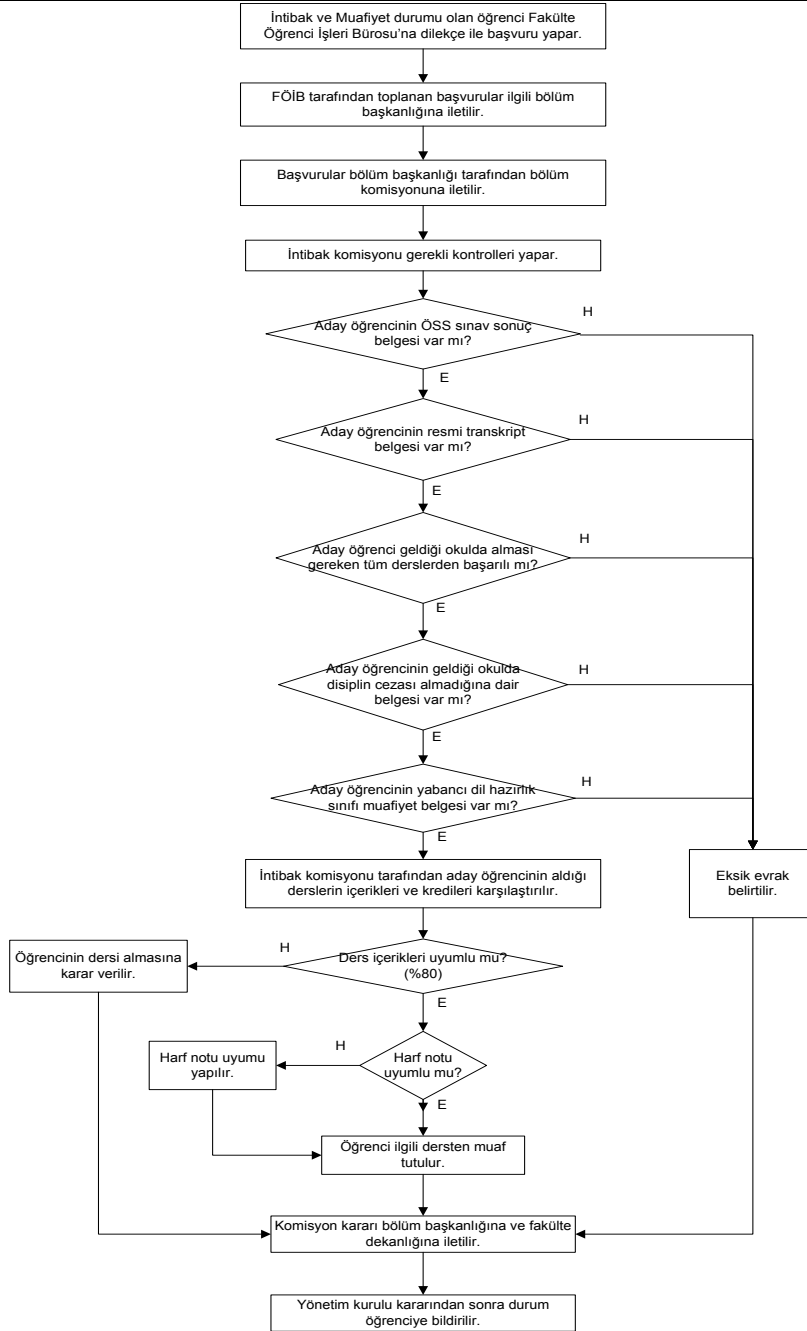 İntibak ve Muafiyet durumu olan öğrenci Fakülte
Öğrenci İşleri Bürosu'na dilekçe ile başvuru yapar.
FÖİB tarafından toplanan başvurular ilgili bölüm
başkanlığına iletilir.
Başvurular bölüm başkanlığı tarafından bölüm
komisyonuna iletilir.
İntibak komisyonu gerekli kontrolleri yapar.
H
Aday öğrencinin ÖSS sınav sonuç
belgesi var mı?
E
H
Aday öğrencinin resmi transkript
belgesi var mı?
E
H
Aday öğrenci geldiği okulda alması
gereken tüm derslerden başarılı mı?
E
H
Aday öğrencinin geldiği okulda
disiplin cezası almadığına dair
belgesi var mı?
E
H
Aday öğrencinin yabancı dil hazırlık
sınıfı muafiyet belgesi var mı?
E
İntibak komisyonu tarafından aday öğrencinin aldığı
derslerin içerikleri ve kredileri karşılaştırılır.
Eksik evrak
belirtilir.
H
Ders içerikleri uyumlu mu?
(%80)
Öğrencinin dersi almasına
karar verilir.
E
H
Harf notu
uyumlu mu?
Harf notu uyumu
yapılır.
E
Öğrenci ilgili dersten muaf
tutulur.
Komisyon kararı bölüm başkanlığına ve fakülte
dekanlığına iletilir.
Yönetim kurulu kararından sonra durum
öğrenciye bildirilir.